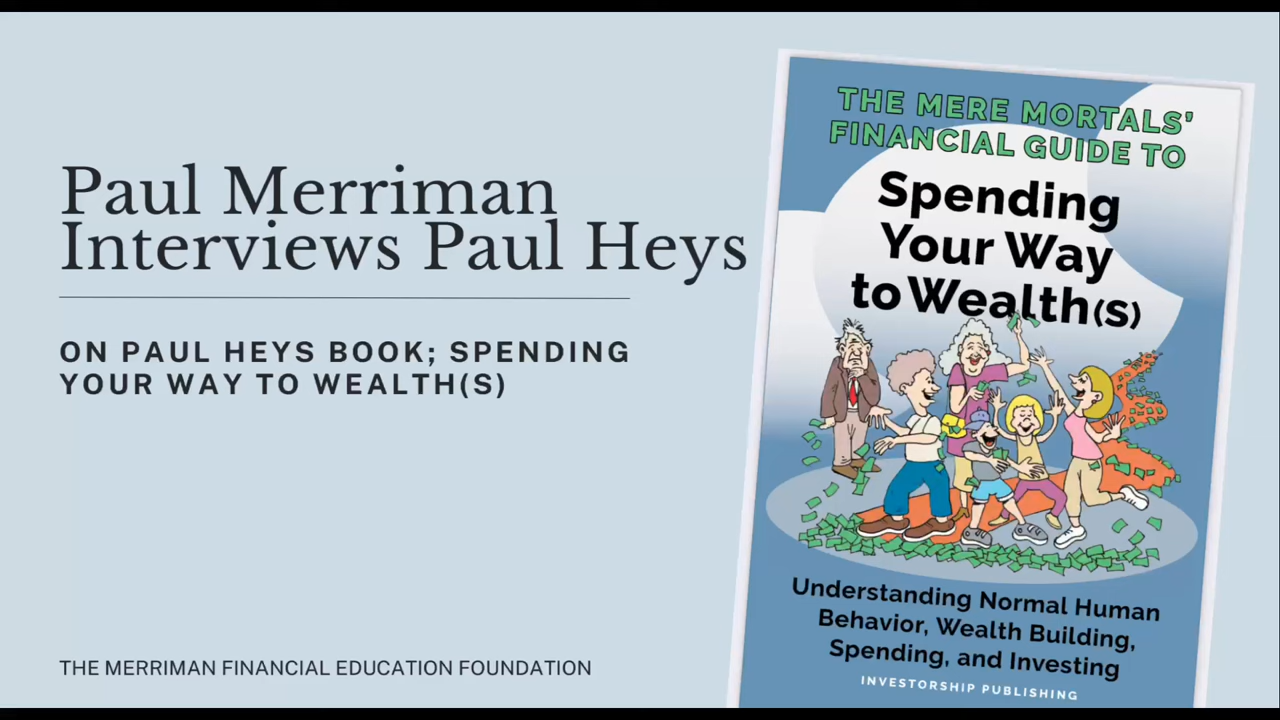 Paul Merriman
Interviews Paul Heys
ON PAUL HEYS BOOK; SPENDING
YOUR WAY TO WEALTH(S)
THE MERRIMAN FINANCIAL EDUCATION FOUNDATION
THE MERE MORTALS'
FINANCIAL GUIDE TO
Spending
Your Way
to Wealth(s)
Understanding Normal Human
Behavior, Wealth Building,
Spending, and Investing
INVESTORSHIP PUBLISHING